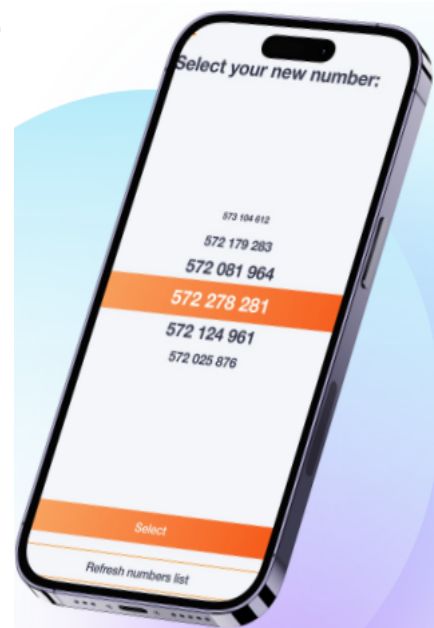 Select your new number:
573 104 612
572 179 283
572 081 964
572 278 281
572 124 961
572 025 876
Select
Refresh numbers list